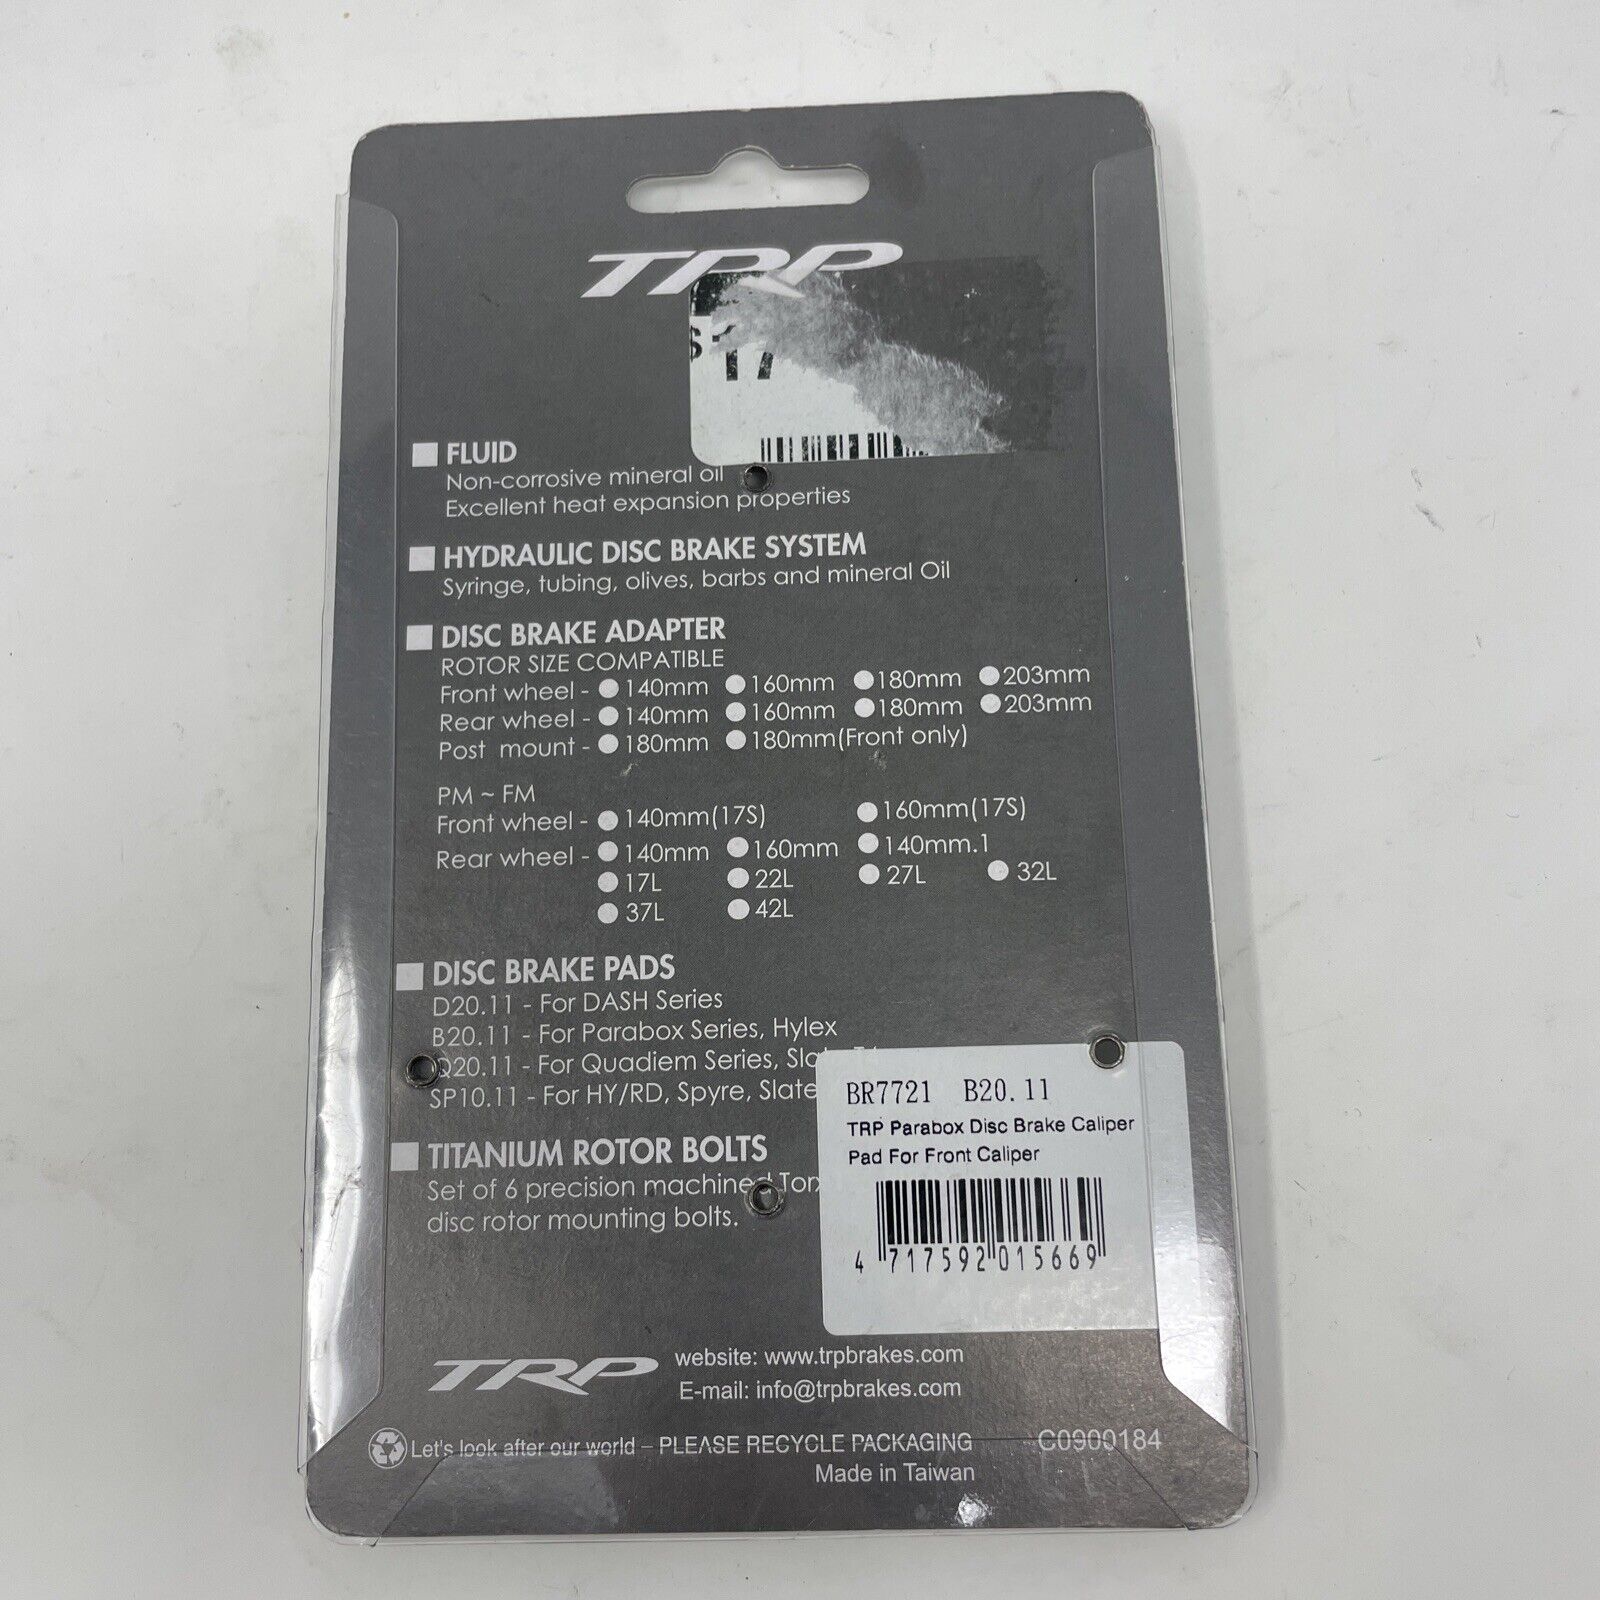 TRP
$17
FLUID
Non-corrosive mineral oil
Excellent heat expansion properties
HYDRAULIC DISC BRAKE SYSTEM
Syringe, tubing, olives, barbs and mineral Oil
DISC BRAKE ADAPTER
ROTOR SIZE COMPATIBLE
Front wheel - 140mm 160mm 180mm 203mm
Rear wheel - 140mm 160mm 180mm 203mm
Post mount - 180mm 180mm(Front only)
PM ~ FM
Front wheel - 140mm(17S) 160mm(17S)
Rear wheel - 140mm 160mm 140mm.1
17L 22L 27L 32L
37L 42L
DISC BRAKE PADS
D20.11 - For DASH Series
B20.11 - For Parabox Series, Hylex
Q20.11 - For Quadiem Series,
SP10.11 - For HY/RD, Spyre, Slate
TITANIUM ROTOR BOLTS
Set of 6 precision machined
disc rotor mounting bolts.
BR7721 B20.11
TRP Parabox Disc Brake Caliper
Pad For Front Caliper
4 717592 015669
TRP
website: www.trpbrakes.com
E-mail: info@trpbrakes.com
Let's look after our world – PLEASE RECYCLE PACKAGING C0900184
Made in Taiwan